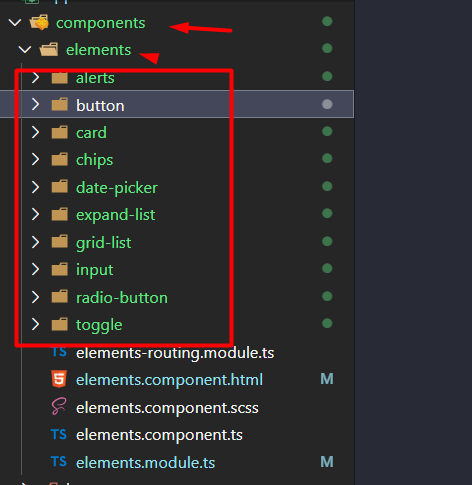 components
elements
alerts
button
card
chips
date-picker
expand-list
grid-list
input
radio-button
toggle
TS elements-routing.module.ts
elements.component.html M
elements.component.scss
TS elements.component.ts
TS elements.module.ts M